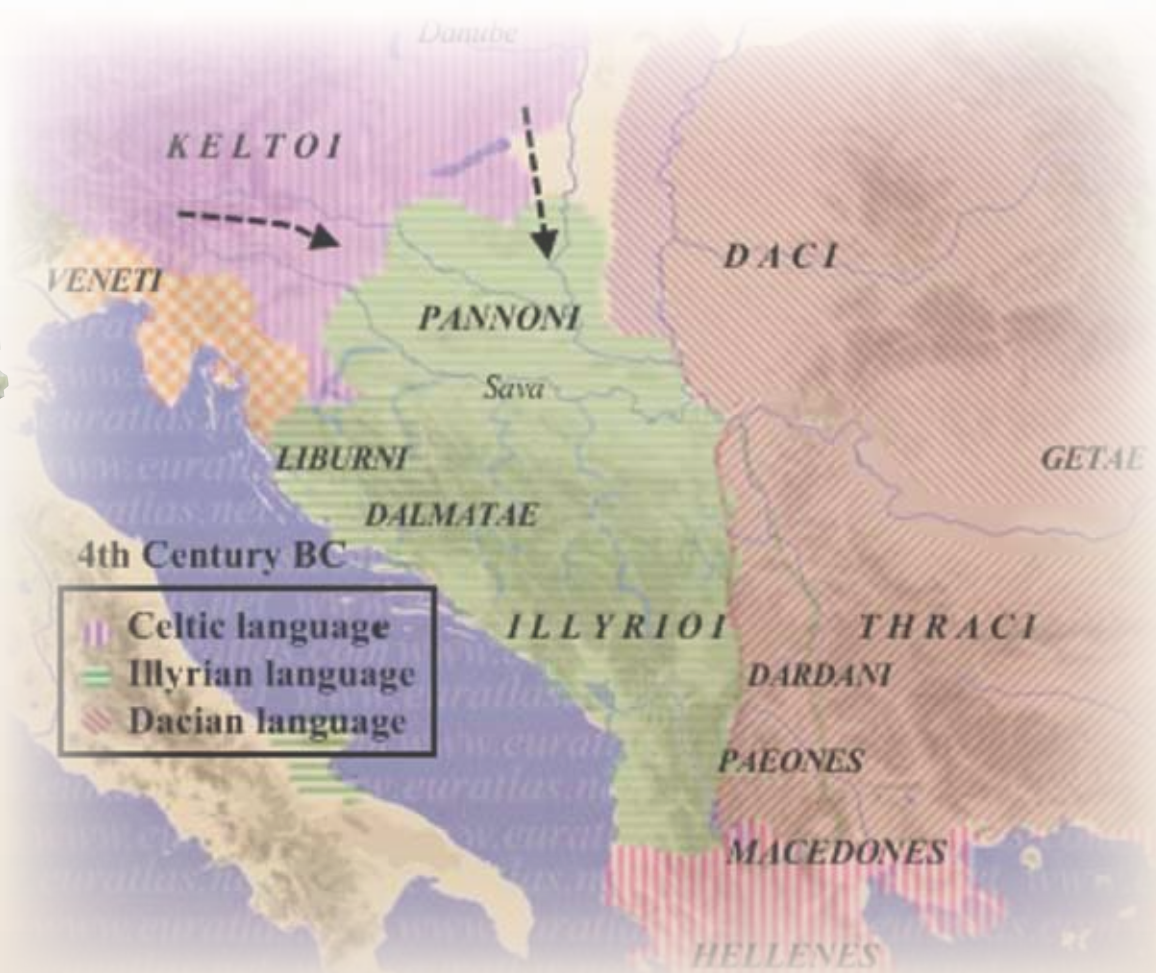 Danube
KELTOI
DACI
VENETI
PANNONI
Sava
LIBURNI
GETAE
DALMATAE
4th Century BC
Celtic language
Illyrian language
Dacian language
ILLYRIOI
THRACI
DARDANI
PAEONES
MACEDONES
HELLENES